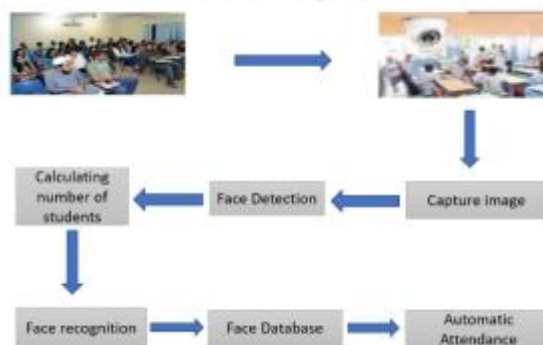 Capture image
Face Detection
Calculating
number of
students
Face recognition
Face Database
Automatic
Attendance